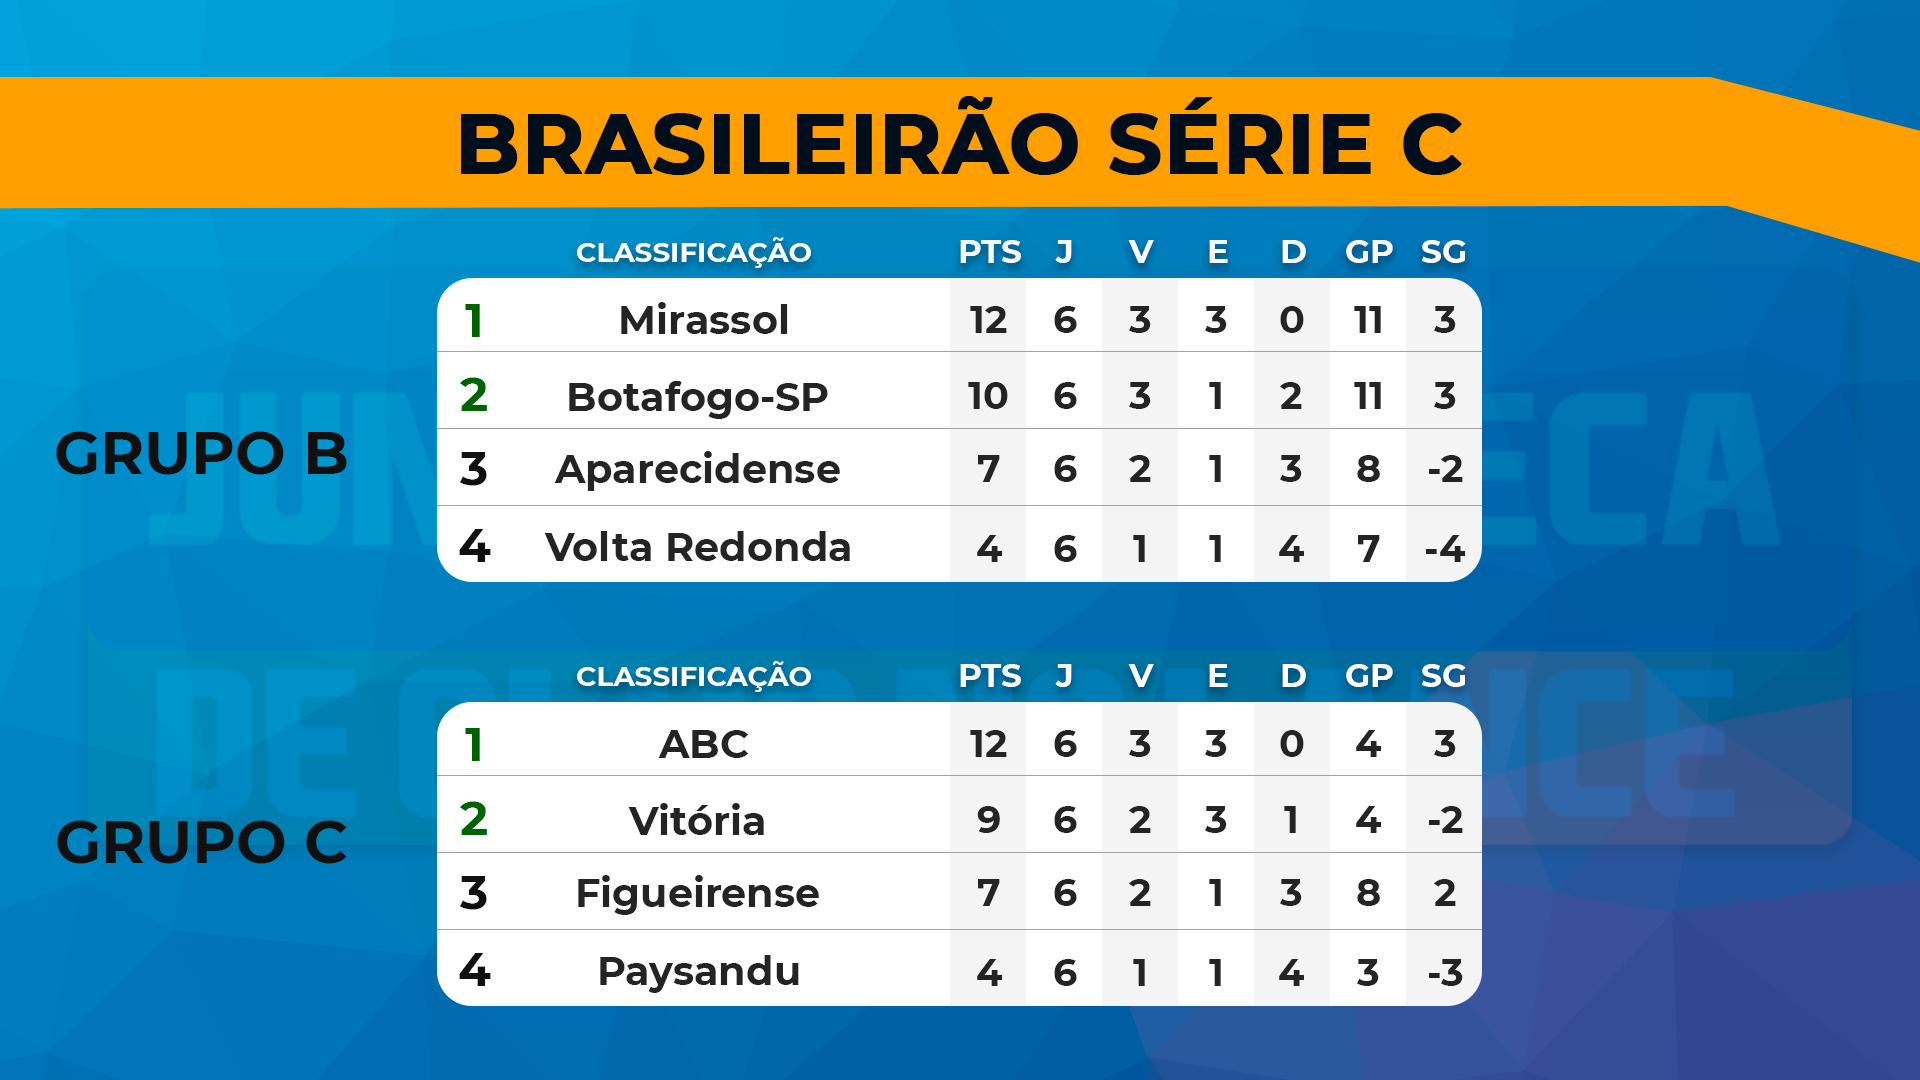 BRASILEIRÃO SÉRIE C
CLASSIFICAÇÃO PTS J V E D GP SG
1 Mirassol 12 6 3 3 0 11 3
2 Botafogo-SP 10 6 3 1 2 11 3
GRUPO B
3 Aparecidense 7 6 2 1 3 8 -2
4 Volta Redonda 4 6 1 1 4 7 -4
CLASSIFICAÇÃO PTS J V E D GP SG
1 ABC 12 6 3 3 0 4 3
2 Vitória 9 6 2 3 1 4 -2
GRUPO C
3 Figueirense 7 6 2 1 3 8 2
4 Paysandu 4 6 1 1 4 3 -3